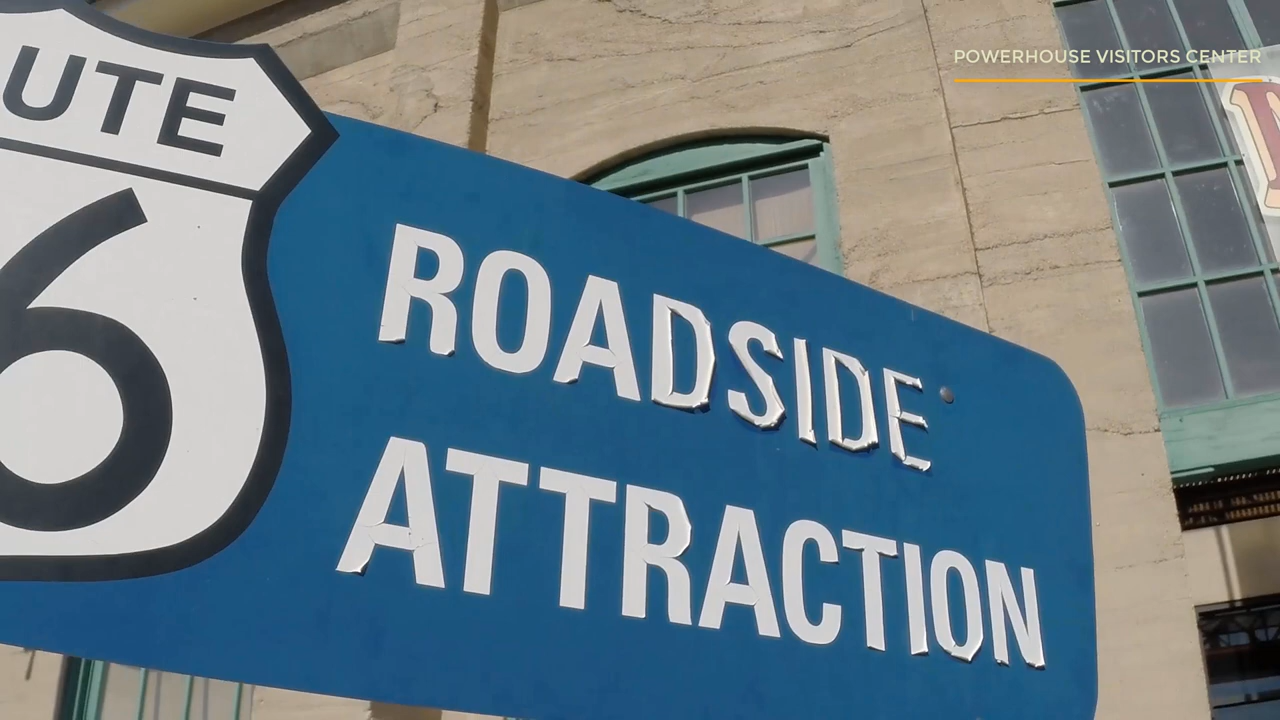 POWERHOUSE VISITORS CENTER
UTE
6
ROADSIDE
ATTRACTION